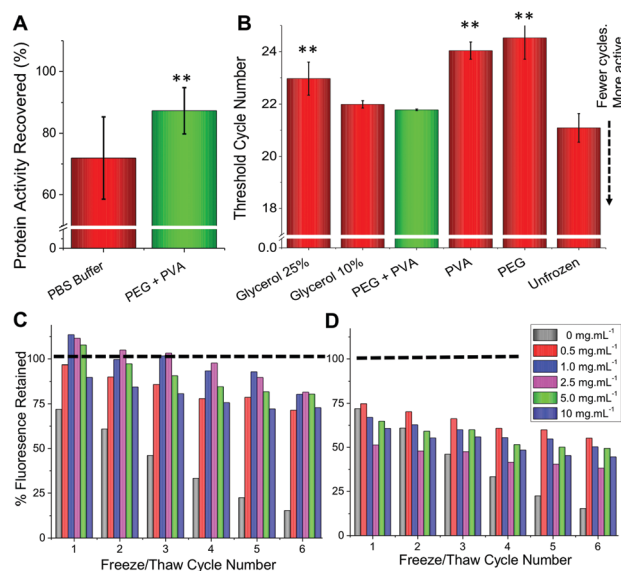 A
Protein Activity Recovered (%)
100
80
60
0
**
PBS Buffer
PEG + PVA
B
Threshold Cycle Number
24
22
20
18
0.0
**
**
**
Glycerol 25%
Glycerol 10%
PEG + PVA
PVA
PEG
Unfrozen
Fewer cycles.
More active
C
% Fluoresence Retained
100
75
50
25
0
1 2 3 4 5 6
Freeze/Thaw Cycle Number
D
100
75
50
25
0
1 2 3 4 5 6
Freeze/Thaw Cycle Number
0 mg.mL⁻¹
0.5 mg.mL⁻¹
1.0 mg.mL⁻¹
2.5 mg.mL⁻¹
5.0 mg.mL⁻¹
10 mg.mL⁻¹